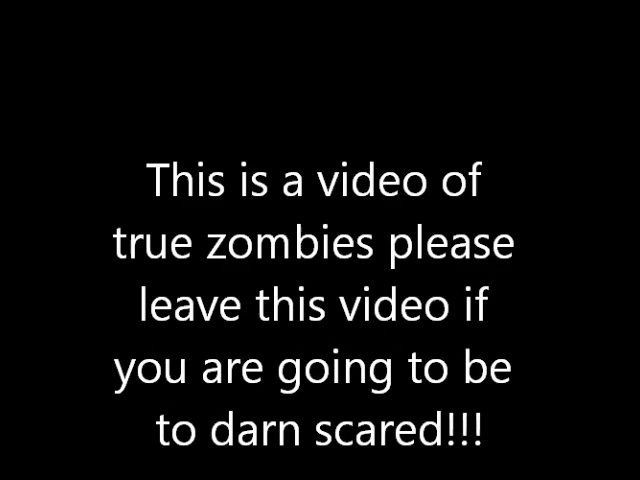 This is a video of
true zombies please
leave this video if
you are going to be
to darn scared!!!